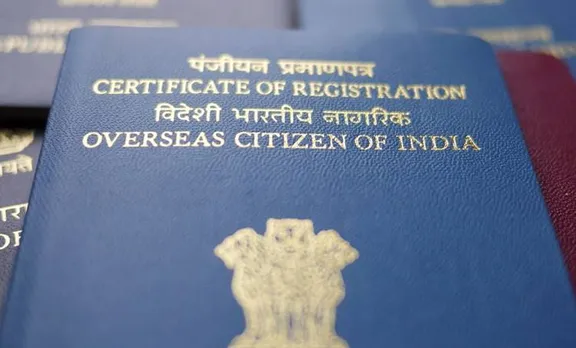 पंजीयन प्रमाणपत्र
CERTIFICATE OF REGISTRATION
विदेशी भारतीय नागरिक
OVERSEAS CITIZEN OF INDIA